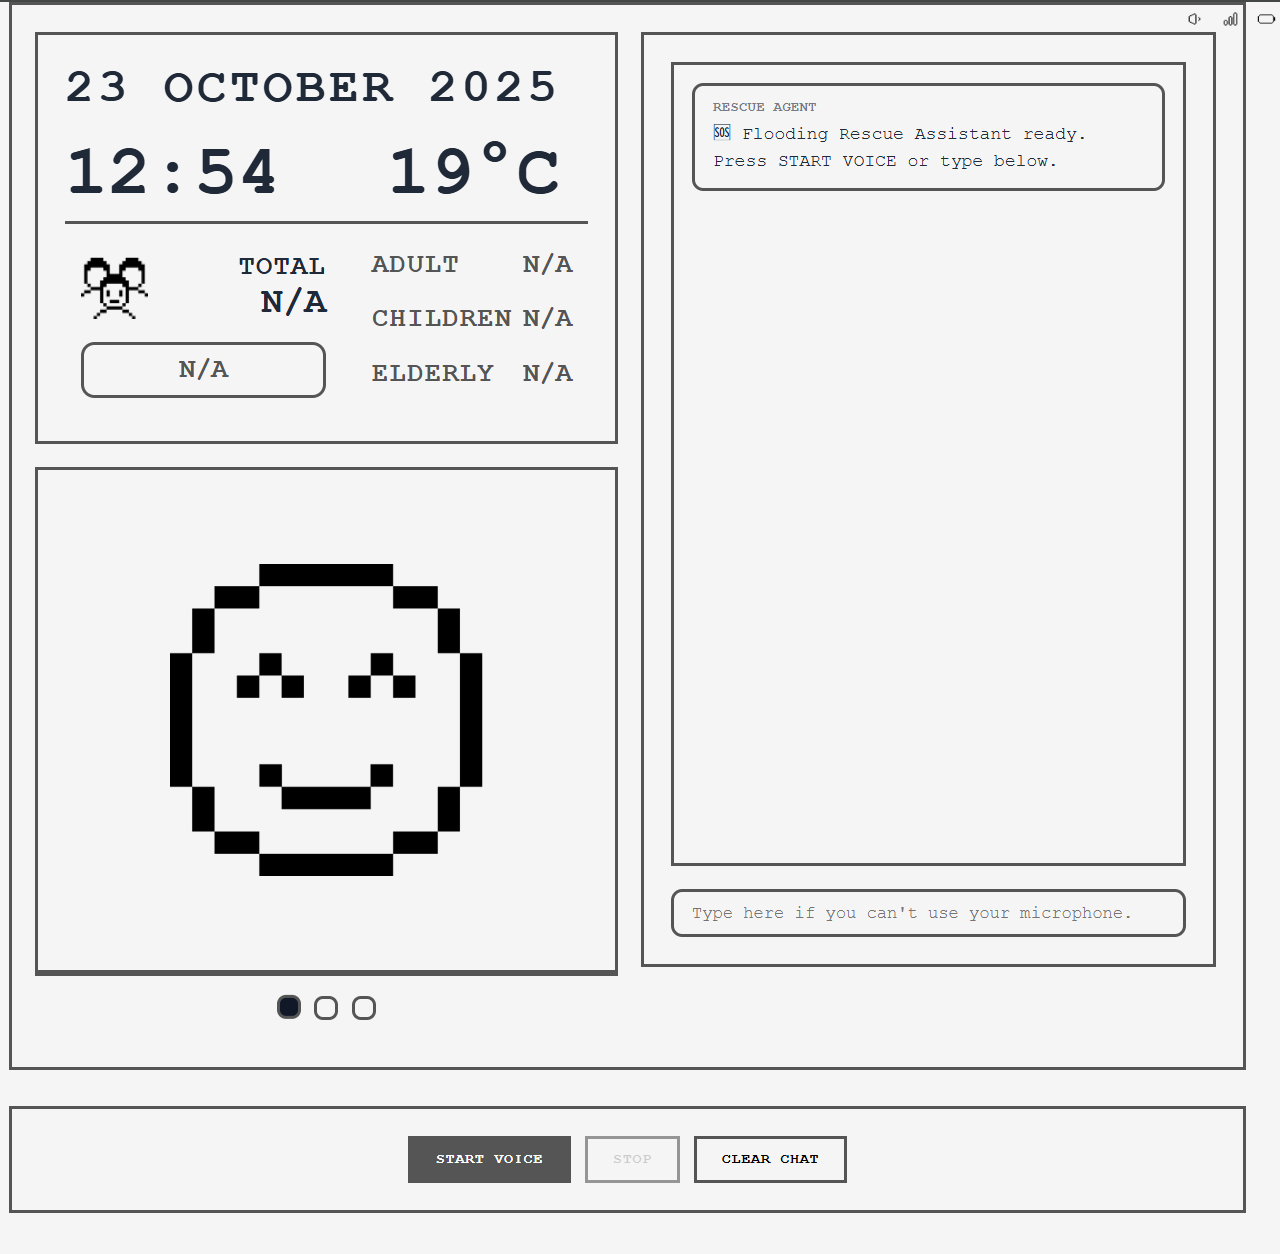 23 OCTOBER 2025
12:54 19°C
TOTAL
N/A
N/A
ADULT N/A
CHILDREN N/A
ELDERLY N/A
RESCUE AGENT
🆘 Flooding Rescue Assistant ready.
Press START VOICE or type below.
Type here if you can't use your microphone.
START VOICE
STOP
CLEAR CHAT